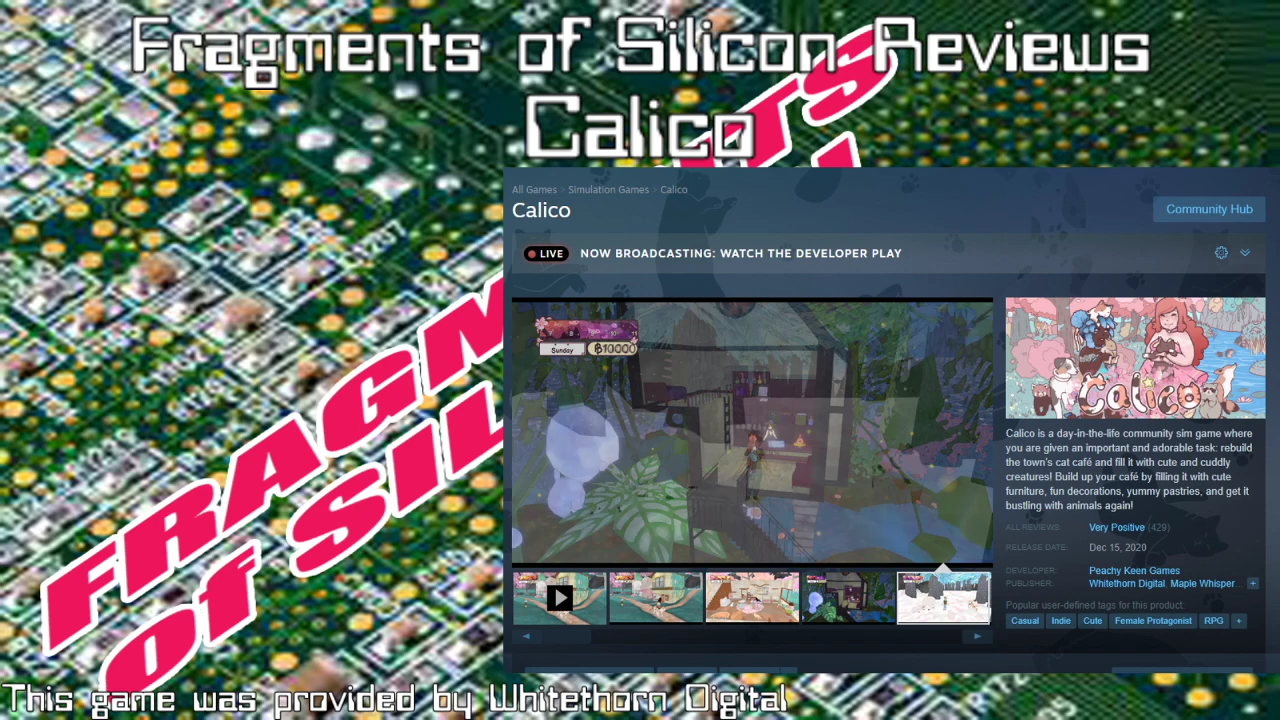 Fragments of Silicon Reviews
Calico
FRAGM
OF SIL
TS
All Games > Simulation Games > Calico
Calico
Community Hub
LIVE NOW BROADCASTING: WATCH THE DEVELOPER PLAY
Sunday ฿10000
Calico
Calico is a day-in-the-life community sim game where
you are given an important and adorable task: rebuild
the town's cat café and fill it with cute and cuddly
creatures! Build up your café by filling it with cute
furniture, fun decorations, yummy pastries, and get it
bustling with animals again!
ALL REVIEWS: Very Positive (429)
RELEASE DATE: Dec 15, 2020
DEVELOPER: Peachy Keen Games
PUBLISHER: Whitethorn Digital, Maple Whisper... +
Popular user-defined tags for this product:
Casual Indie Cute Female Protagonist RPG +
This game was provided by Whitethorn Digital